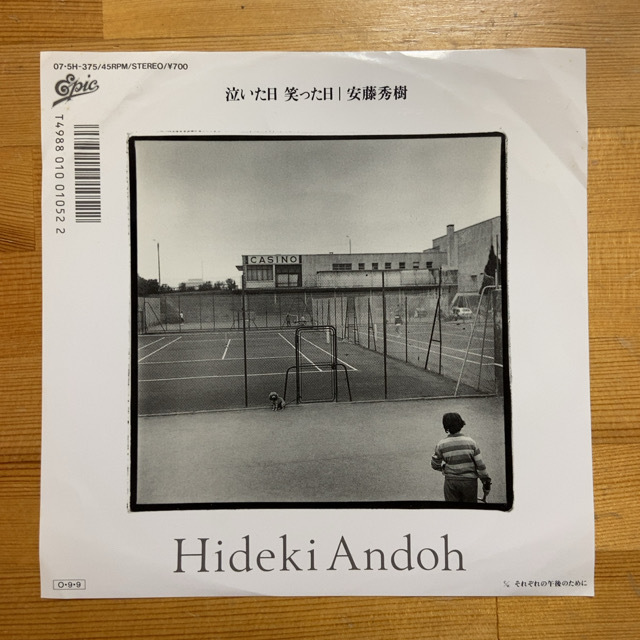 07・5H-375/45RPM/STEREO/¥700
Epic
泣いた日 笑った日 | 安藤秀樹
T4988 010 01052 2
CASINO
Hideki Andoh
O・9・9
c/w それぞれの午後のために